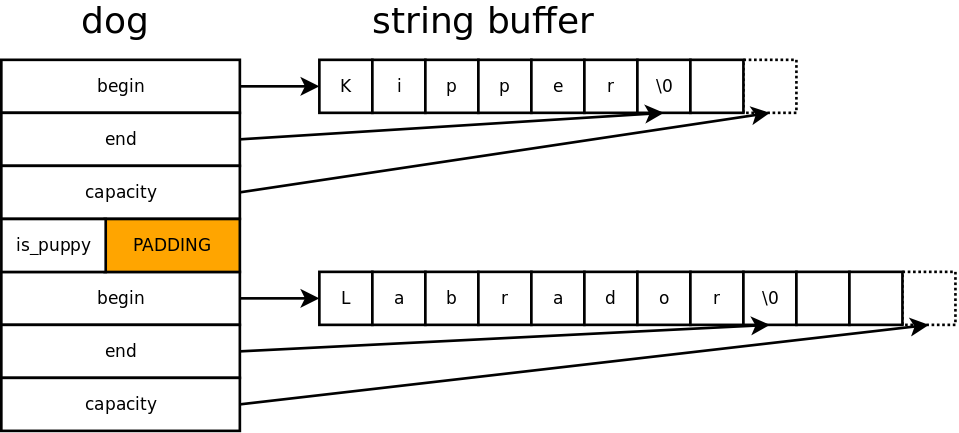 dog string buffer
begin K i p p e r \0
end
capacity
is_puppy PADDING
begin L a b r a d o r \0
end
capacity